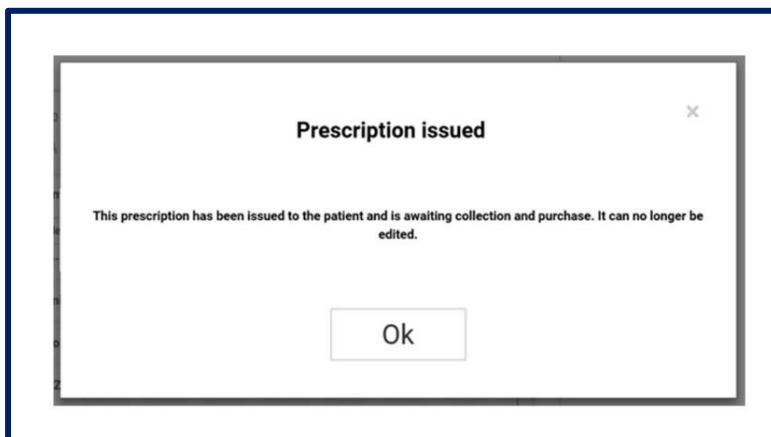 Prescription issued
This prescription has been issued to the patient and is awaiting collection and purchase. It can no longer be
edited.
Ok